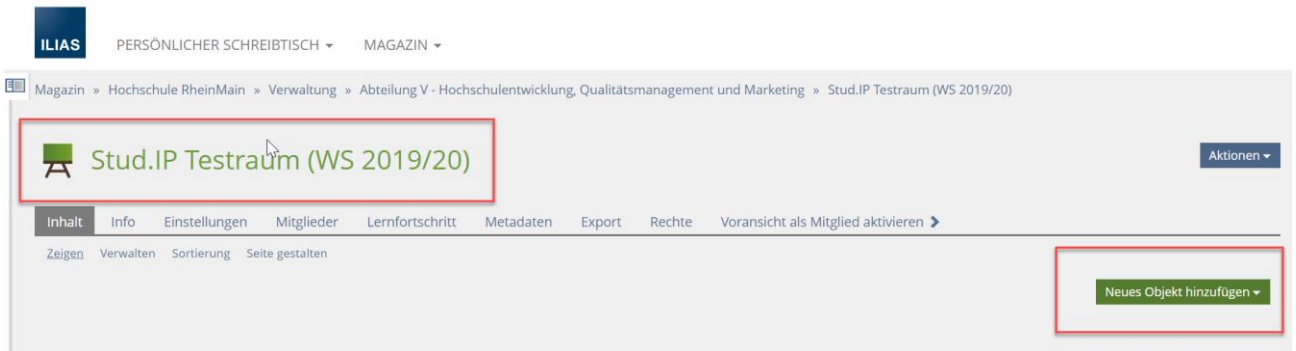 ILIAS PERSÖNLICHER SCHREIBTISCH MAGAZIN
Magazin » Hochschule RheinMain » Verwaltung » Abteilung V - Hochschulentwicklung, Qualitätsmanagement und Marketing » Stud.IP Testraum (WS 2019/20)
Stud.IP Testraum (WS 2019/20)
Aktionen
Inhalt Info Einstellungen Mitglieder Lernfortschritt Metadaten Export Rechte Voransicht als Mitglied aktivieren
Zeigen Verwalten Sortierung Seite gestalten
Neues Objekt hinzufügen